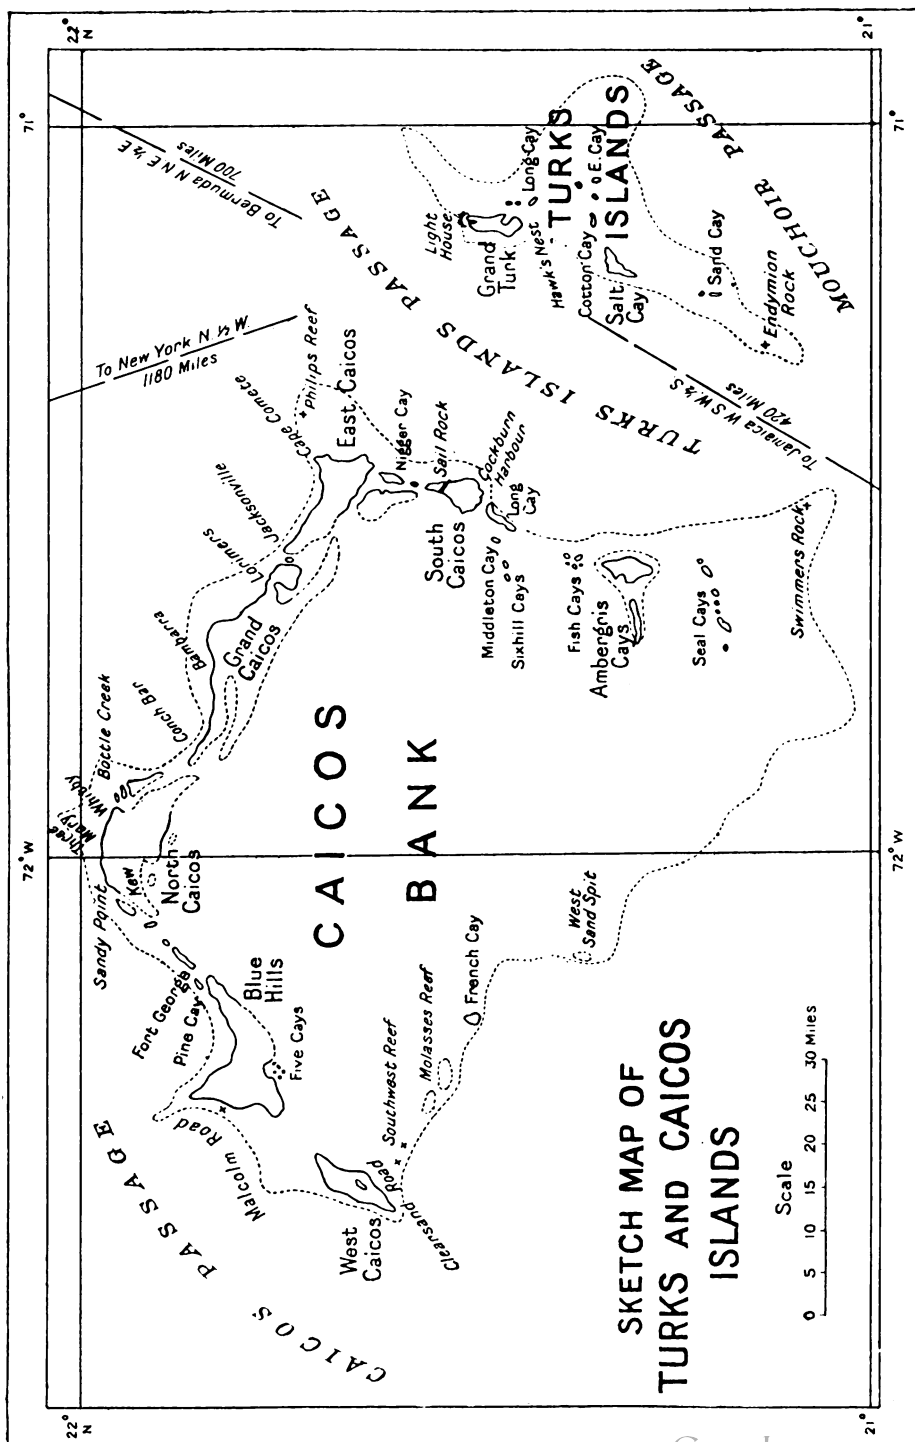 22°
N
71°
21°
To Bermuda N N E ½ E
700 Miles
To New York N. ½ W.
1180 Miles
TURKS ISLANDS PASSAGE
MOUCHOIR PASSAGE
Light
House
Grand
Turk
Long Cay
Hawk's Nest
TURKS
ISLANDS
Cotton Cay
E. Cay
Salt
Cay
Sand Cay
Endymion
Rock
To Jamaica W S W. ½ S
420 Miles
Philips Reef
Cape Comete
East Caicos
Nigger Cay
Sail Rock
Cockburn
Harbour
South
Caicos
Long
Cay
Middleton Cay
Sixhill Cays
Fish Cays
Ambergris
Cays
Seal Cays
Swimmers Rock
Jacksonville
Lorimers
Bambarra
Grand
Caicos
Conch Bar
Bottle Creek
Whitby
Three
Marys
72° W
Kew
North
Caicos
Sandy Point
Fort George
Pine Cay
Blue
Hills
Five Cays
CAICOS
BANK
West
Sand Spit
French Cay
Molasses Reef
Southwest Reef
Malcolm Road
CAICOS PASSAGE
West
Caicos
Clearsand Road
SKETCH MAP OF
TURKS AND CAICOS
ISLANDS
Scale
0 5 10 15 20 25 30 Miles
22°
N
71°
72° W
21°